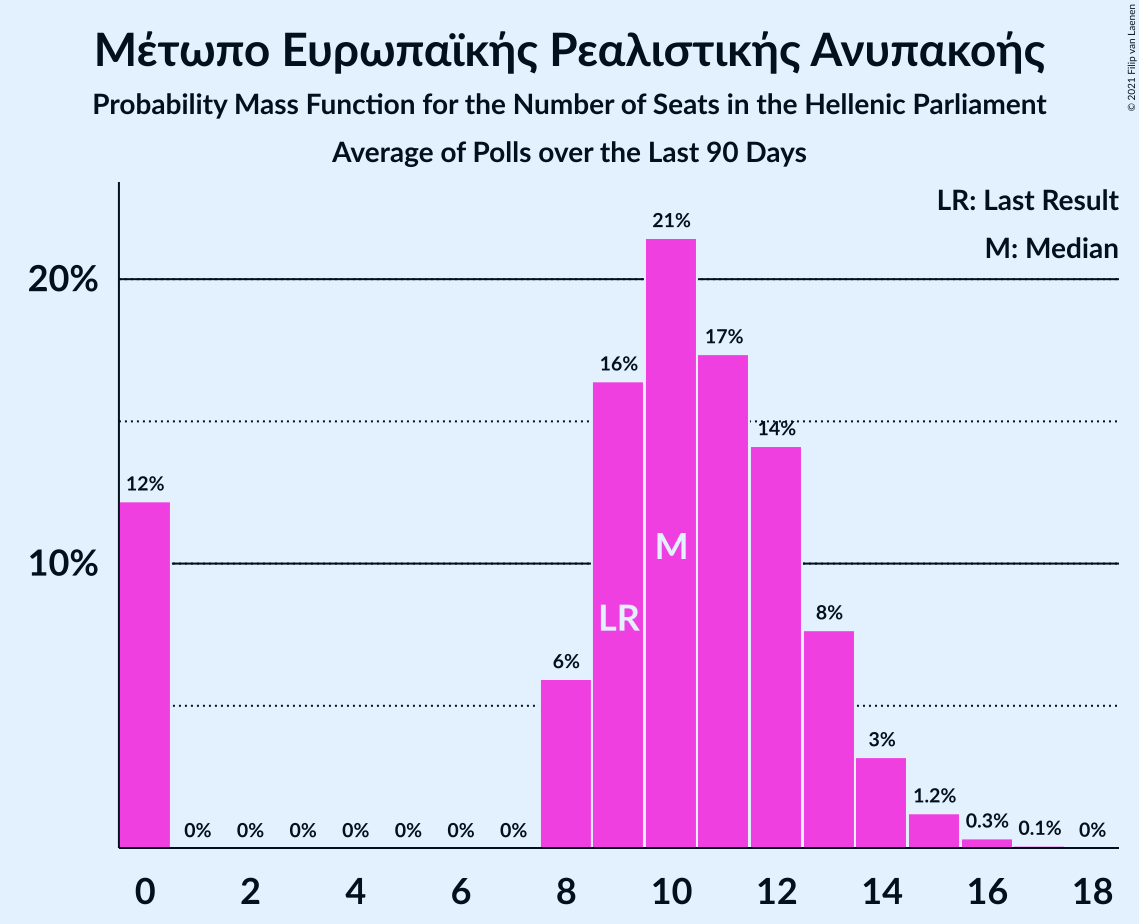 Μέτωπο Ευρωπαϊκής Ρεαλιστικής Ανυπακοής
Probability Mass Function for the Number of Seats in the Hellenic Parliament
Average of Polls over the Last 90 Days
© 2021 Filip van Laenen
LR: Last Result
M: Median
20%
10%
12%
0%
0%
0%
0%
0%
0%
0%
6%
16%
21%
17%
14%
8%
3%
1.2%
0.3%
0.1%
0%
LR
M
0 2 4 6 8 10 12 14 16 18